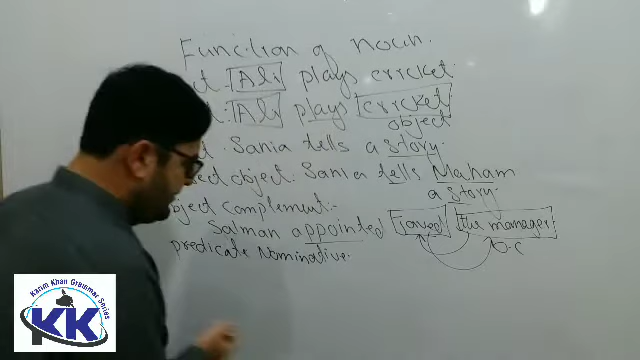 Function of noun.
Ali plays cricket.
Ali plays cricket
object
Sania tells a story.
object. Sania tells Maham
a story.
object complement:-
Salman appointed Javed the manager
O.C
predicate Nominative.
Karim Khan Grammar Series
KK